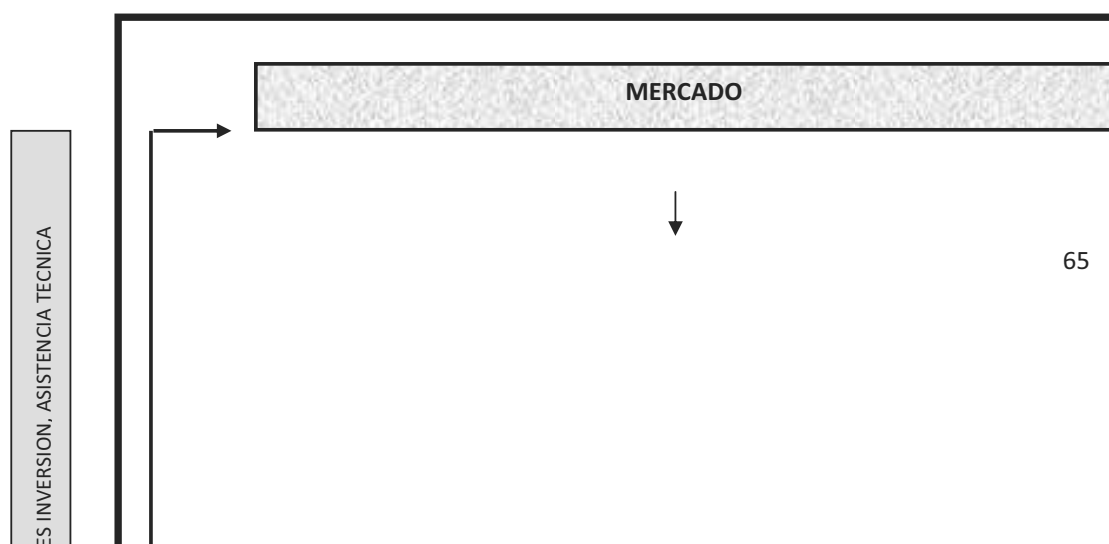 MERCADO
65
ES INVERSION, ASISTENCIA TECNICA